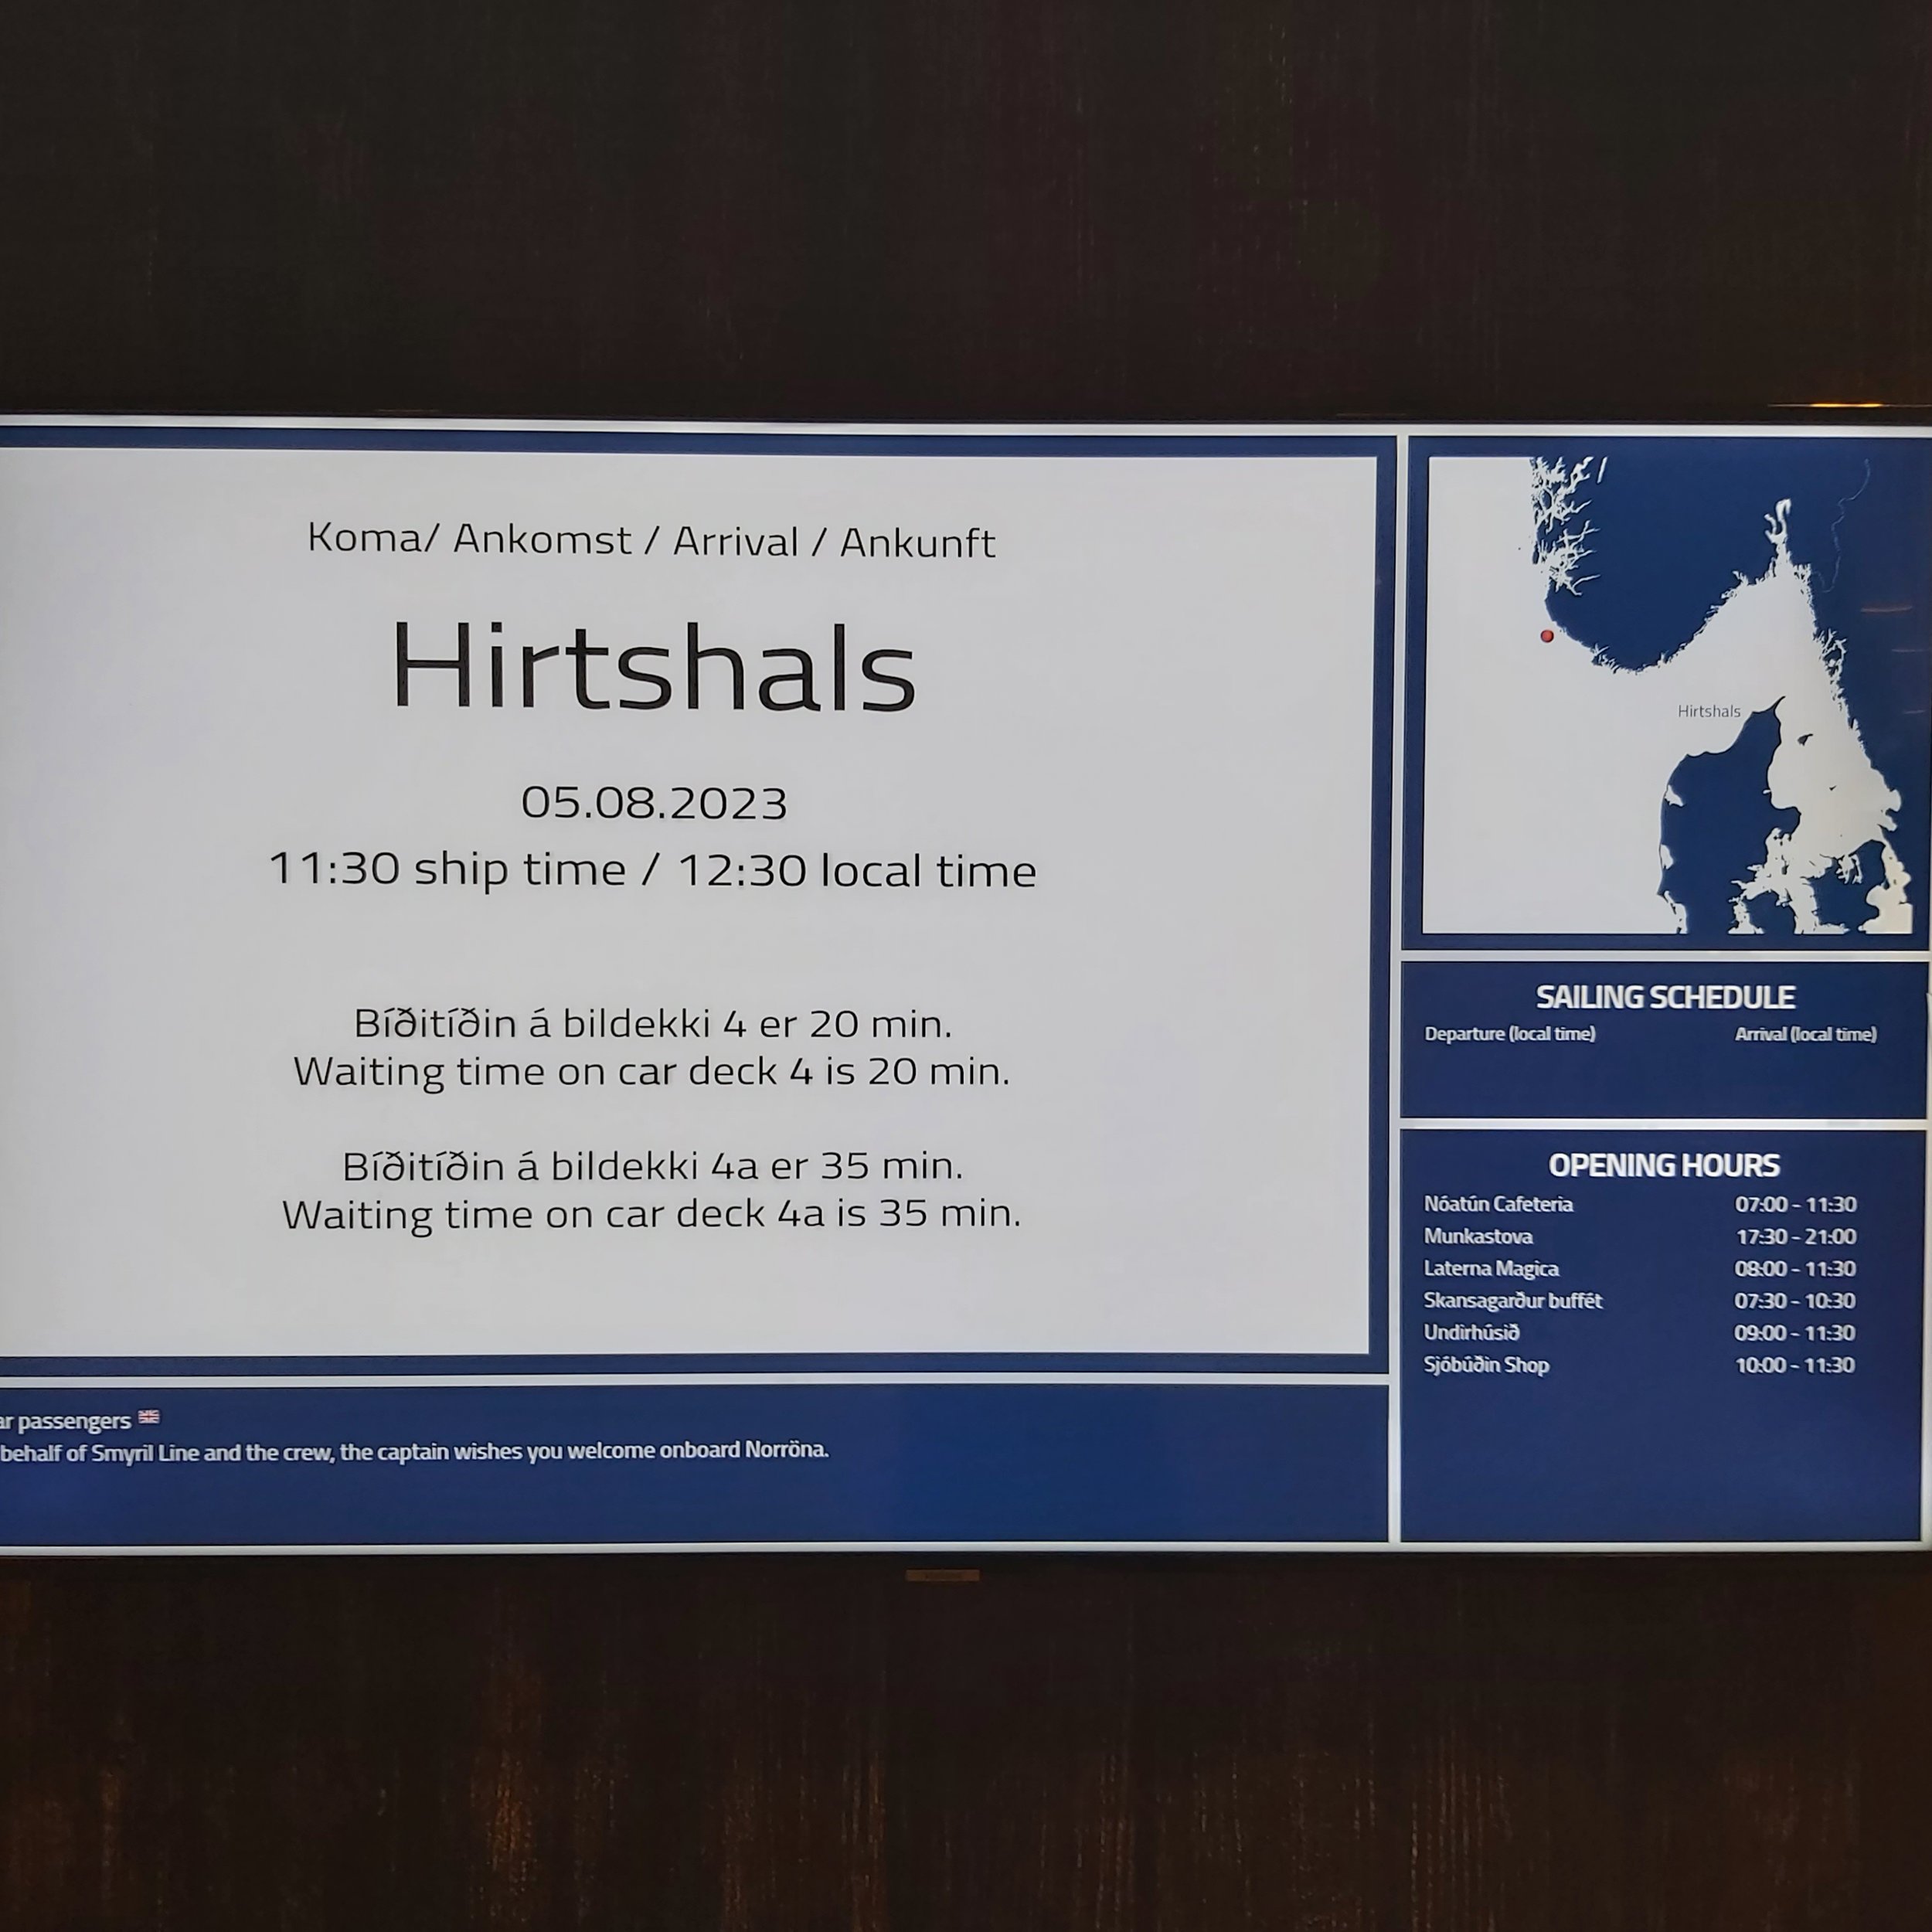 Koma/ Ankomst / Arrival / Ankunft
Hirtshals
05.08.2023
11:30 ship time / 12:30 local time
Bíðitíðin á bildekki 4 er 20 min.
Waiting time on car deck 4 is 20 min.
Bíðitíðin á bildekki 4a er 35 min.
Waiting time on car deck 4a is 35 min.
passengers
behalf of Smyril Line and the crew, the captain wishes you welcome onboard Norröna.
Hirtshals
SAILING SCHEDULE
Departure (local time) Arrival (local time)
OPENING HOURS
Nóatún Cafeteria 07:00 - 11:30
Munkastova 17:30 - 21:00
Laterna Magica 08:00 - 11:30
Skansagarður buffét 07:30 - 10:30
Undirhúsið 09:00 - 11:30
Sjóbúðin Shop 10:00 - 11:30